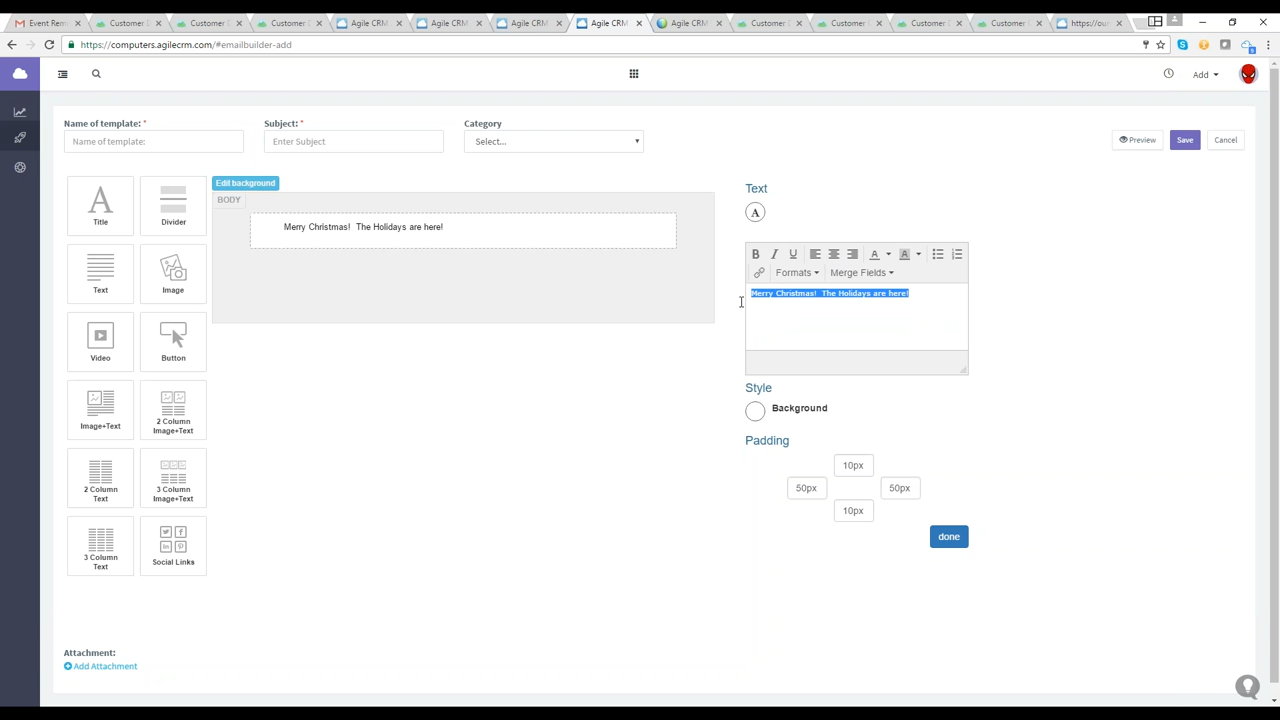 Event Rem
Customer
Customer
Customer
Agile CRM
Agile CRM
Agile CRM
Agile CRM
Agile CRM
Customer
Customer
Customer
Customer
https://our
https://computers.agilecrm.com/#emailbuilder-add
Add
Name of template: *
Subject: *
Category
Name of template:
Enter Subject
Select...
Preview
Save
Cancel
Edit background
BODY
Merry Christmas!  The Holidays are here!
Title
Divider
Text
Image
Video
Button
Image+Text
2 Column
Image+Text
2 Column
Text
3 Column
Image+Text
3 Column
Text
Social Links
Text
A
B I U A A
Formats
Merge Fields
Merry Christmas!  The Holidays are here!
Style
Background
Padding
10px
50px
50px
10px
done
Attachment:
Add Attachment